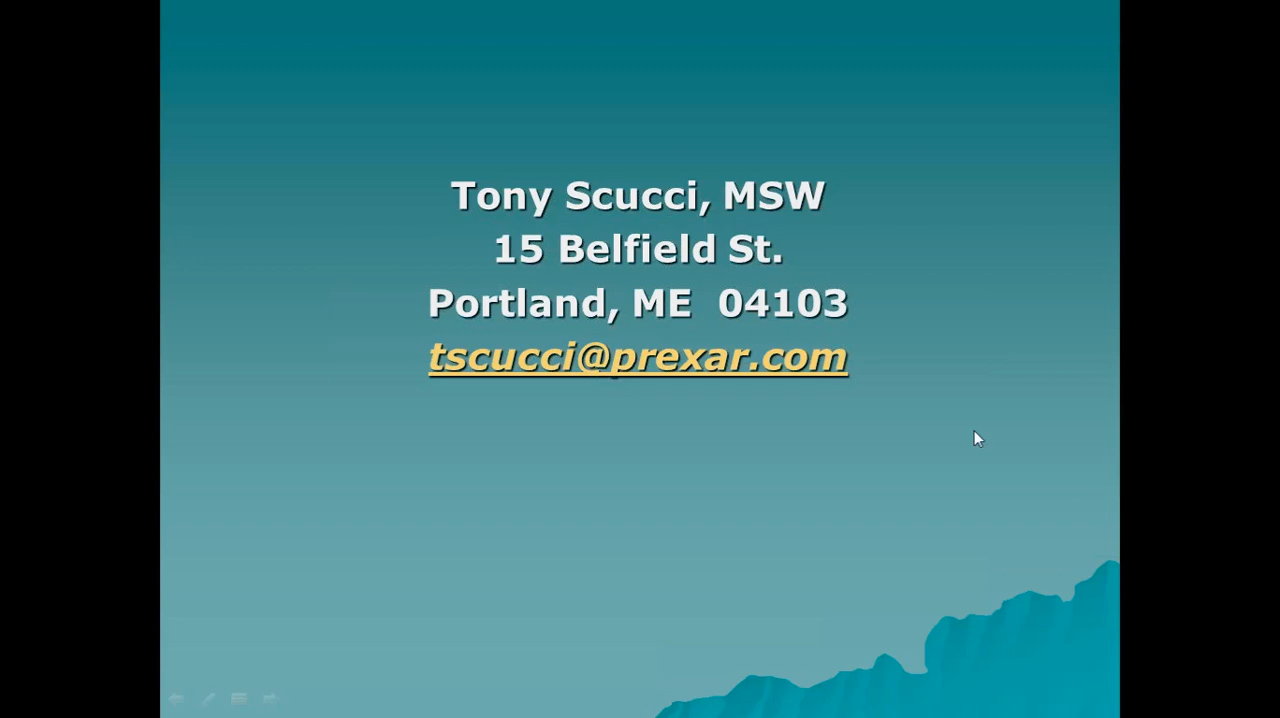 Tony Scucci, MSW
15 Belfield St.
Portland, ME  04103
tscucci@prexar.com